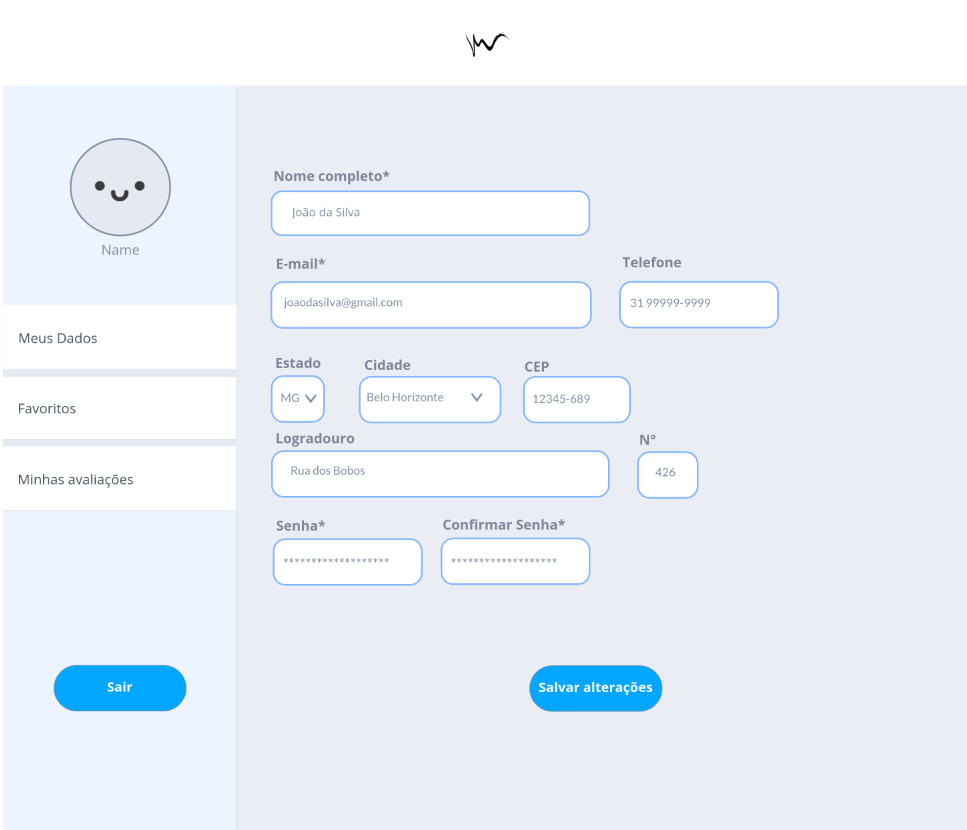 Name
Meus Dados
Favoritos
Minhas avaliações
Sair
Nome completo*
João da Silva
E-mail*
Telefone
joaodasilva@gmail.com
31 99999-9999
Estado
Cidade
CEP
MG
Belo Horizonte
12345-689
Logradouro
N°
Rua dos Bobos
426
Senha*
Confirmar Senha*
*******************
*******************
Salvar alterações